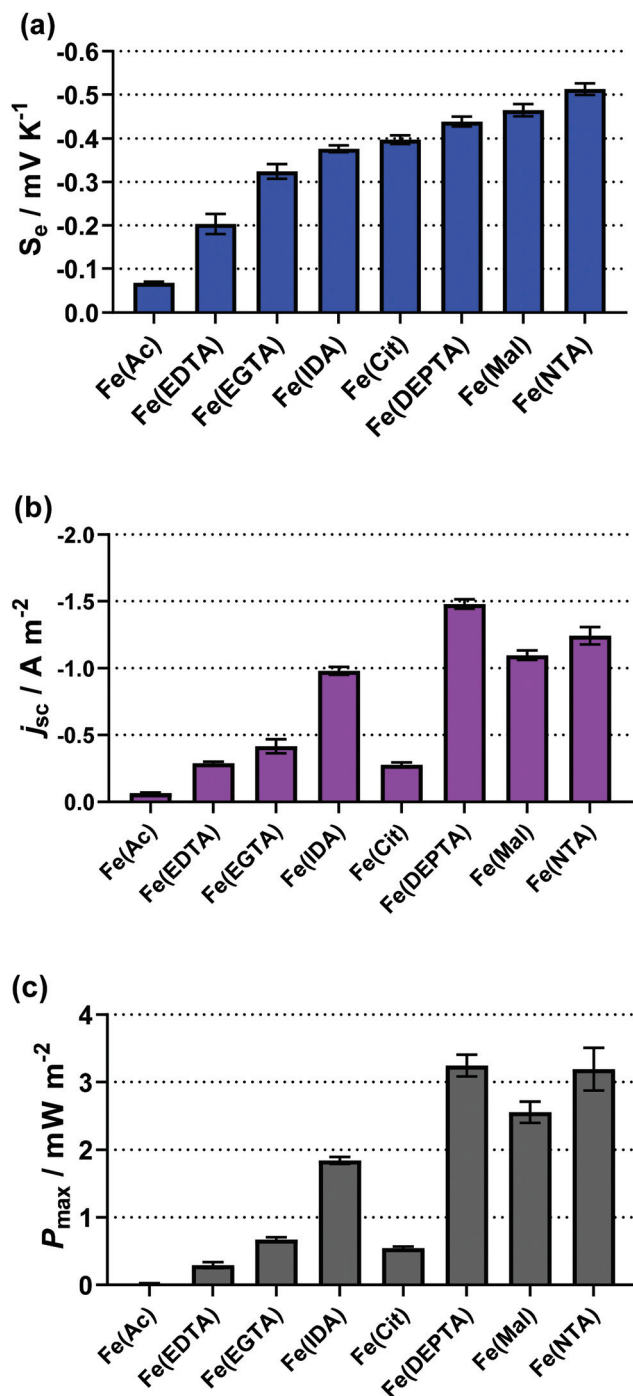 (a)
-0.6
-0.5
-0.4
-0.3
-0.2
-0.1
0.0
Se / mV K-1
Fe(Ac)
Fe(EDTA)
Fe(EGTA)
Fe(IDA)
Fe(Cit)
Fe(DEPTA)
Fe(Mal)
Fe(NTA)
(b)
-2.0
-1.5
-1.0
-0.5
0.0
jsc / A m-2
Fe(Ac)
Fe(EDTA)
Fe(EGTA)
Fe(IDA)
Fe(Cit)
Fe(DEPTA)
Fe(Mal)
Fe(NTA)
(c)
4
3
2
1
0
Pmax / mW m-2
Fe(Ac)
Fe(EDTA)
Fe(EGTA)
Fe(IDA)
Fe(Cit)
Fe(DEPTA)
Fe(Mal)
Fe(NTA)